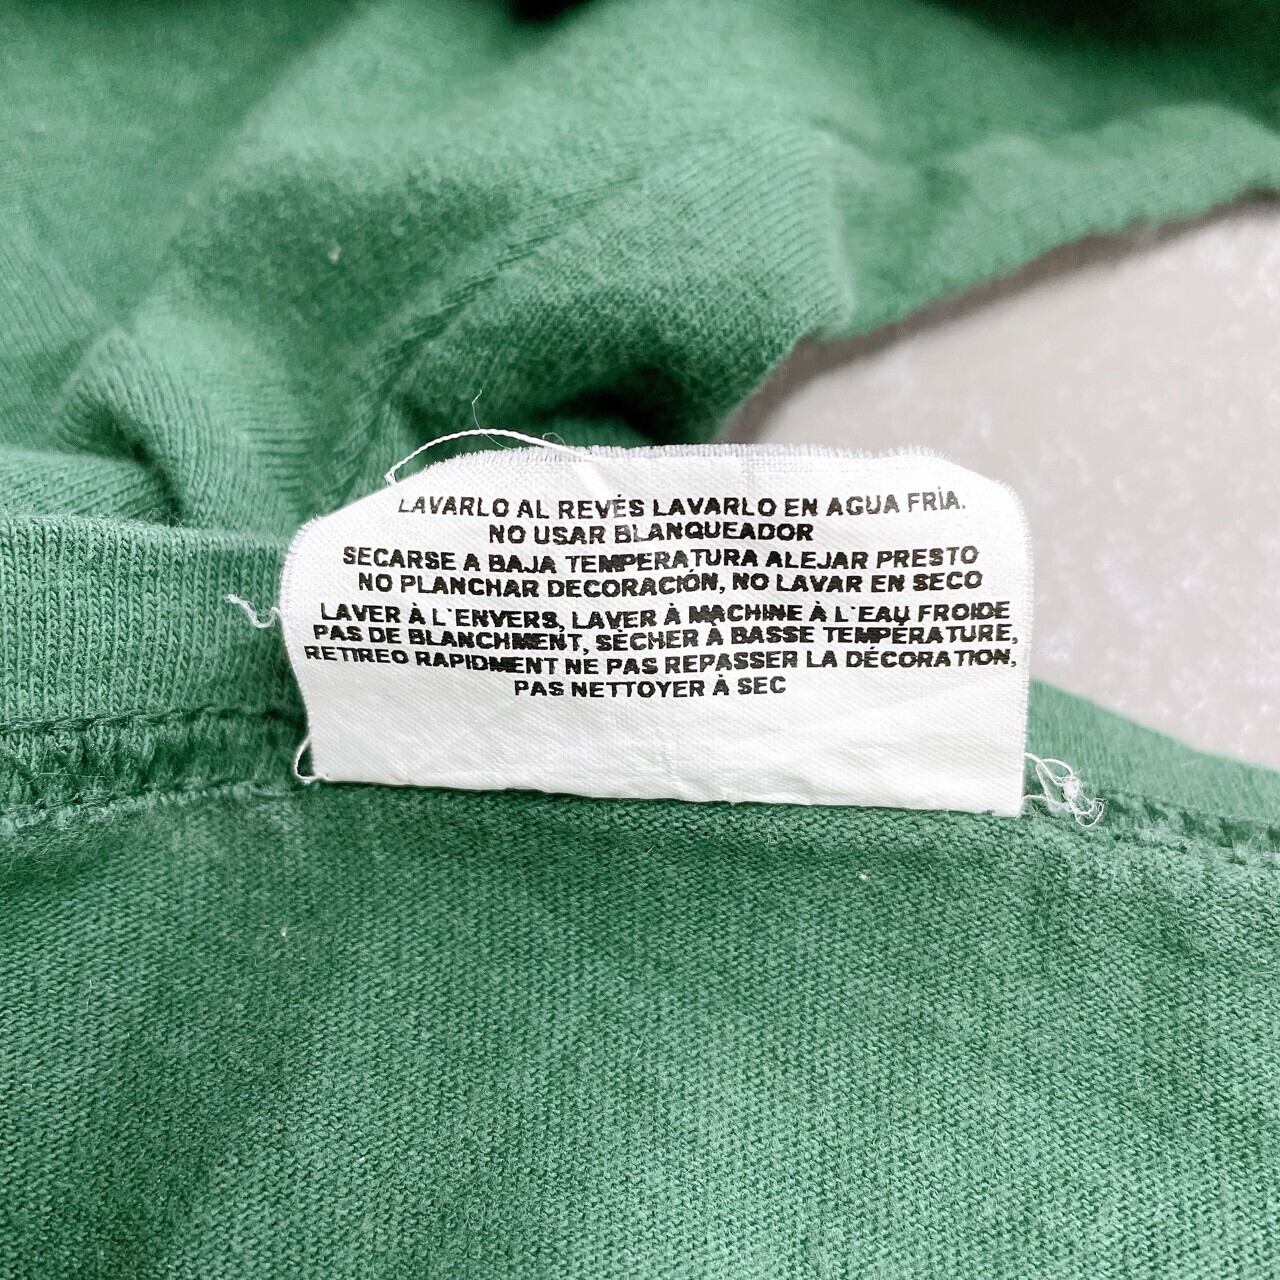 LAVARLO AL REVÉS LAVARLO EN AGUA FRÍA.
NO USAR BLANQUEADOR
SECARSE A BAJA TEMPERATURA ALEJAR PRESTO
NO PLANCHAR DECORACIÓN, NO LAVAR EN SECO
LAVER À L'ENVERS, LAVER À MACHINE À L'EAU FROIDE
PAS DE BLANCHMENT, SÉCHER À BASSE TEMPÉRATURE,
RETIREO RAPIDMENT NE PAS REPASSER LA DÉCORATION,
PAS NETTOYER À SEC